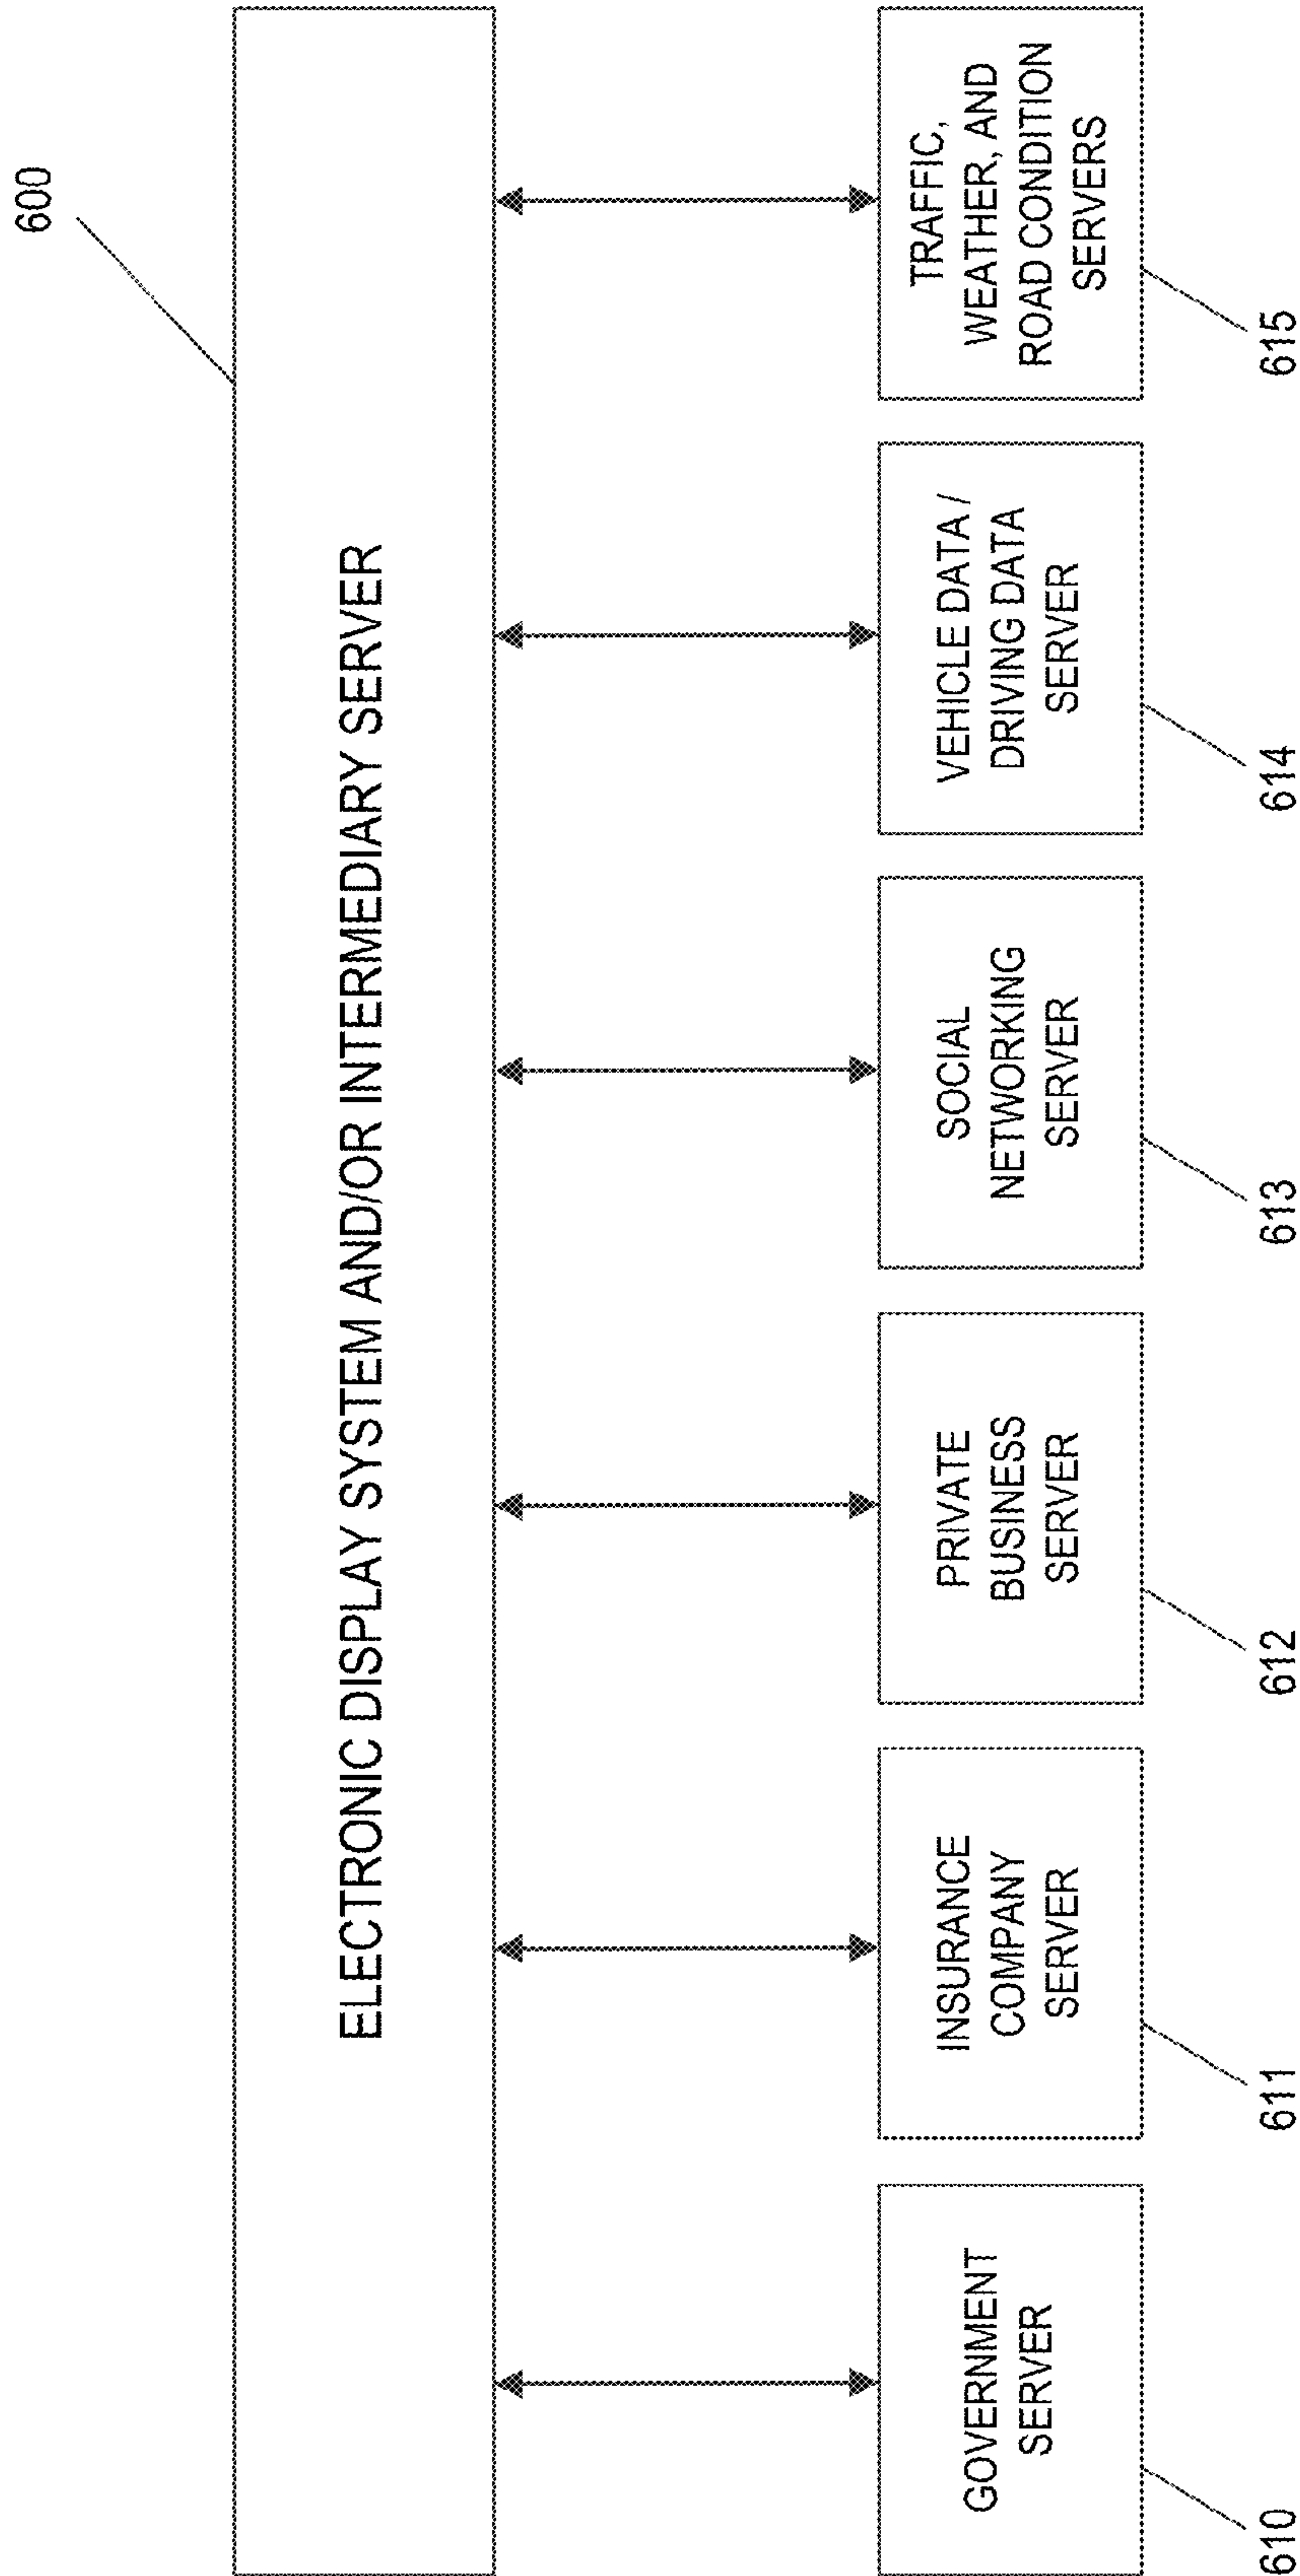 600
ELECTRONIC DISPLAY SYSTEM AND/OR INTERMEDIARY SERVER
GOVERNMENT
SERVER
610
INSURANCE
COMPANY
SERVER
611
PRIVATE
BUSINESS
SERVER
612
SOCIAL
NETWORKING
SERVER
613
VEHICLE DATA /
DRIVING DATA
SERVER
614
TRAFFIC,
WEATHER, AND
ROAD CONDITION
SERVERS
615